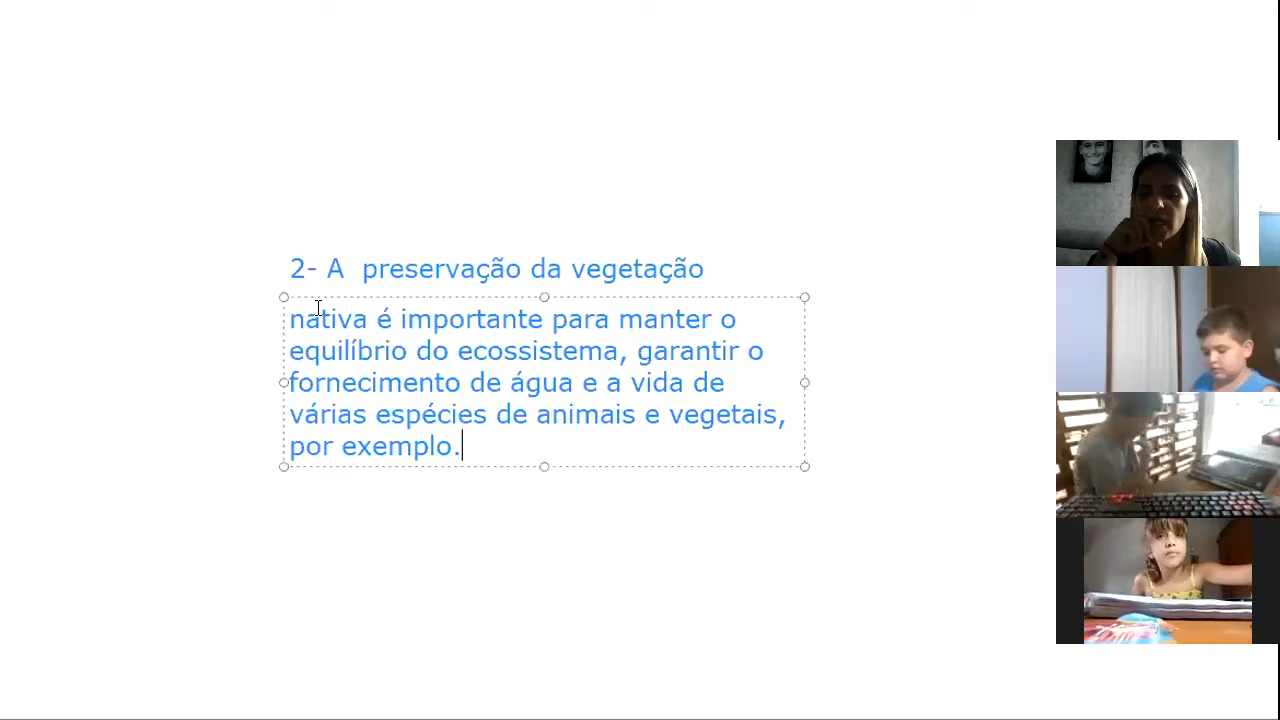 2- A  preservação da vegetação
nativa é importante para manter o
equilíbrio do ecossistema, garantir o
fornecimento de água e a vida de
várias espécies de animais e vegetais,
por exemplo.